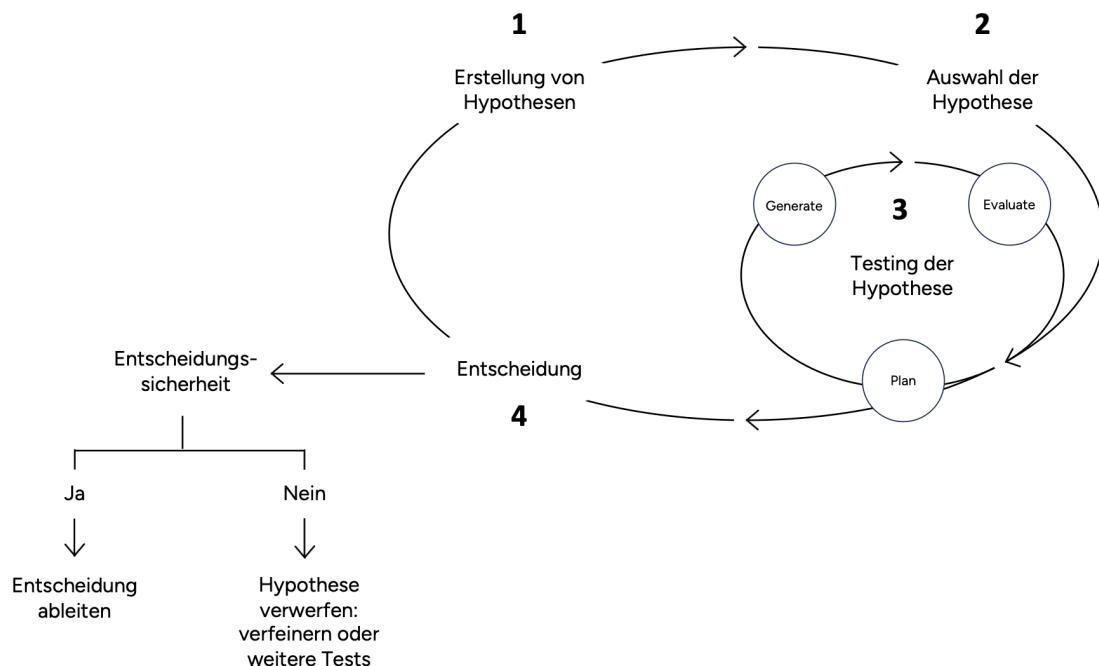 1
Erstellung von
Hypothesen
2
Auswahl der
Hypothese
Generate
3
Evaluate
Testing der
Hypothese
Plan
Entscheidung
4
Entscheidungs-
sicherheit
Ja
Nein
Entscheidung
ableiten
Hypothese
verwerfen:
verfeinern oder
weitere Tests